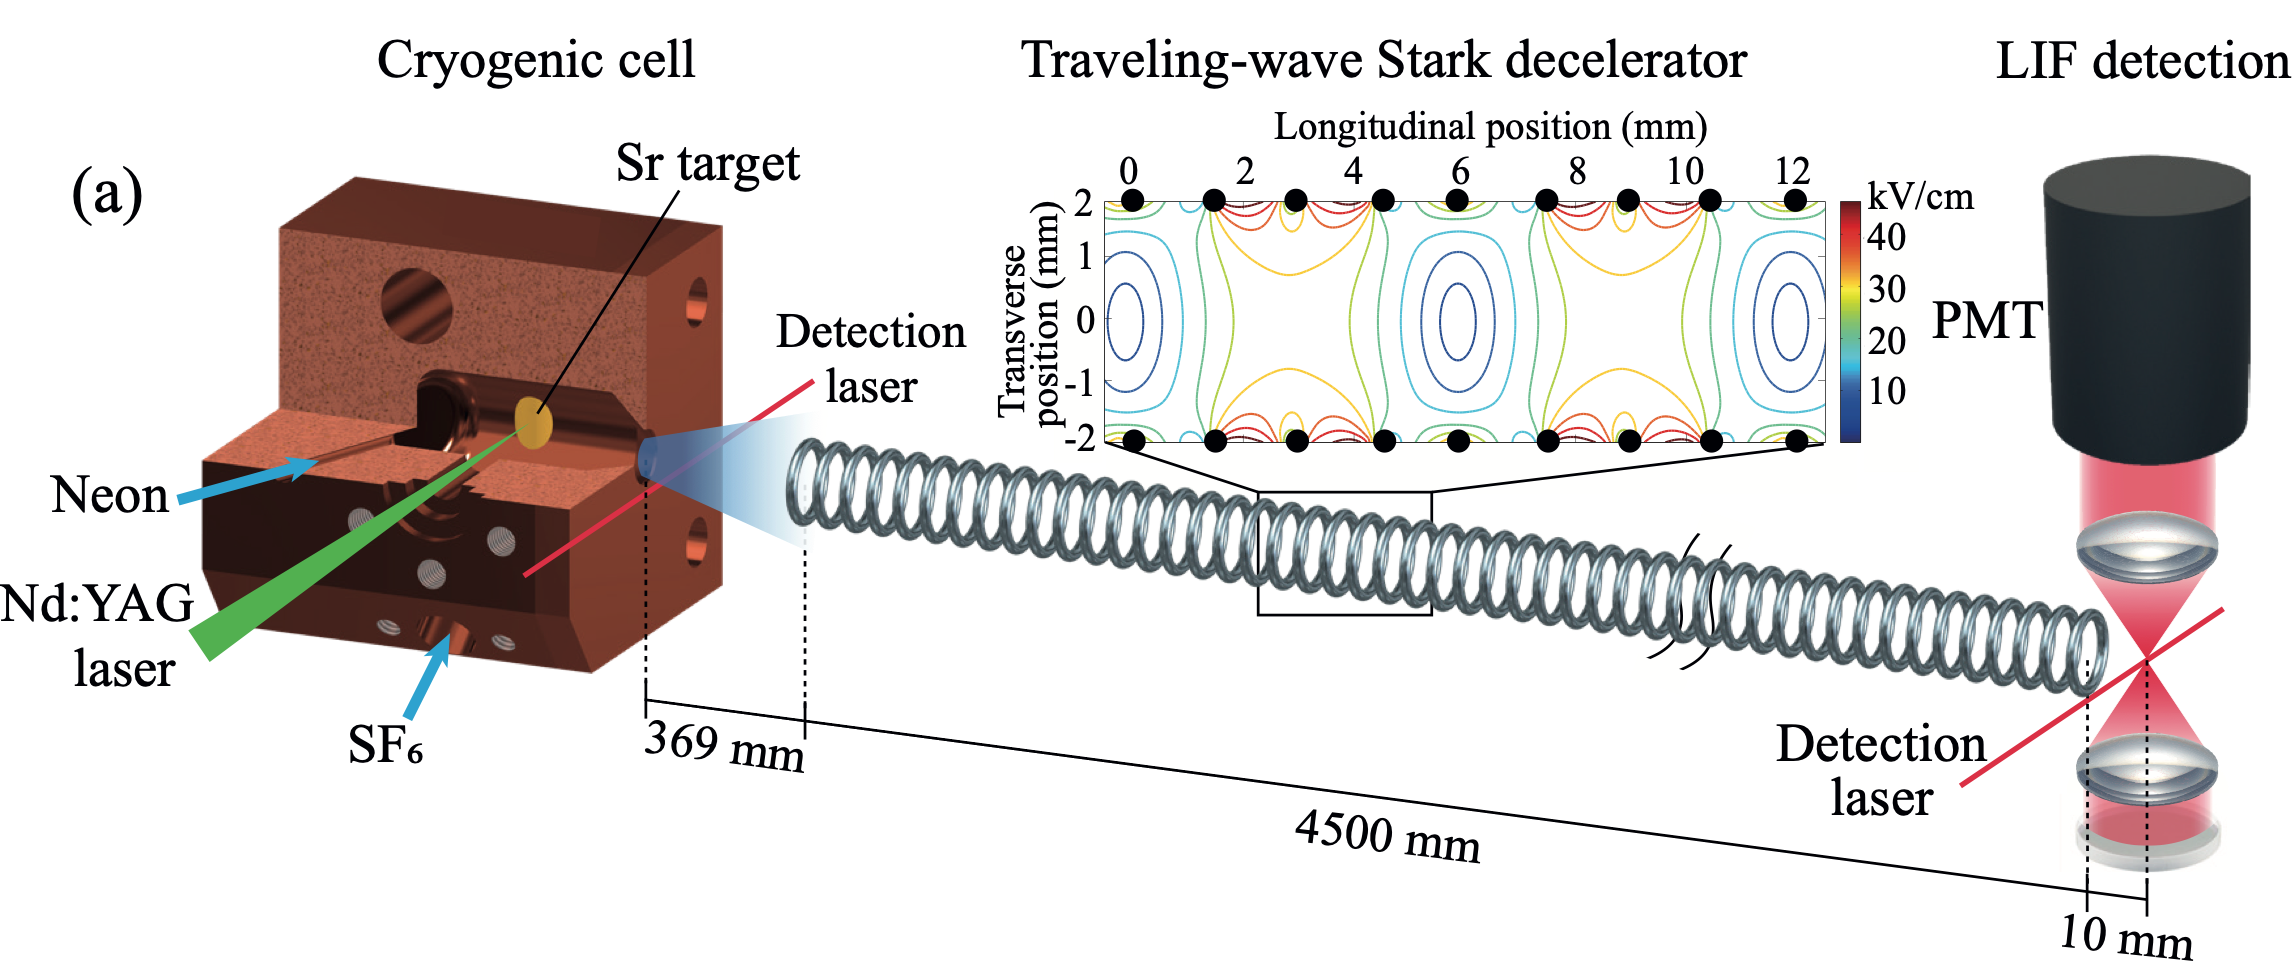 Cryogenic cell
Traveling-wave Stark decelerator
LIF detection
(a)
Sr target
Longitudinal position (mm)
0 2 4 6 8 10 12
Transverse
position (mm)
2
1
0
-1
-2
kV/cm
40
30
20
10
PMT
Detection
laser
Neon
Nd:YAG
laser
SF₆
369 mm
4500 mm
Detection
laser
10 mm